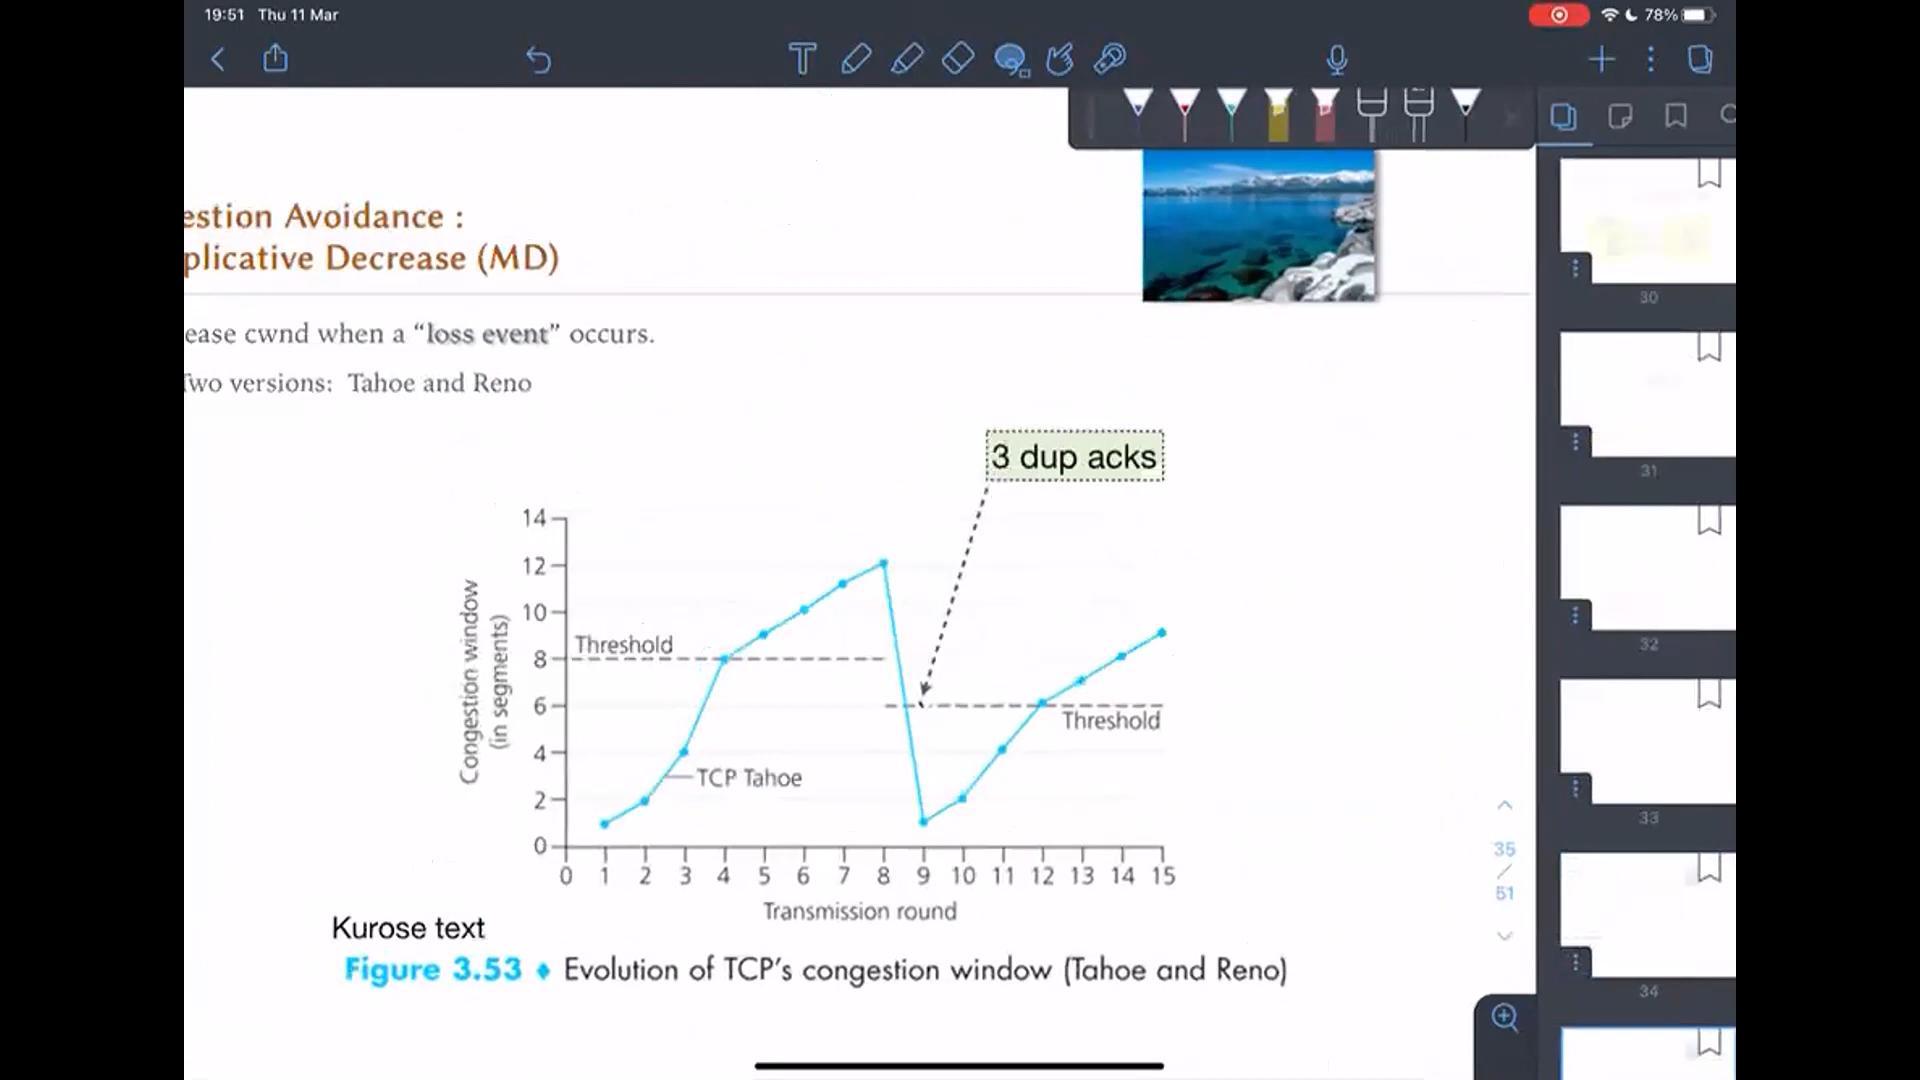 19:51 Thu 11 Mar
78%
estion Avoidance :
plicative Decrease (MD)
ease cwnd when a “loss event” occurs.
Two versions: Tahoe and Reno
3 dup acks
14
12
10
8
6
4
2
0
Congestion window
(in segments)
Threshold
Threshold
TCP Tahoe
0 1 2 3 4 5 6 7 8 9 10 11 12 13 14 15
Transmission round
Kurose text
Figure 3.53 ♦ Evolution of TCP’s congestion window (Tahoe and Reno)
35
/
51
30
31
32
33
34